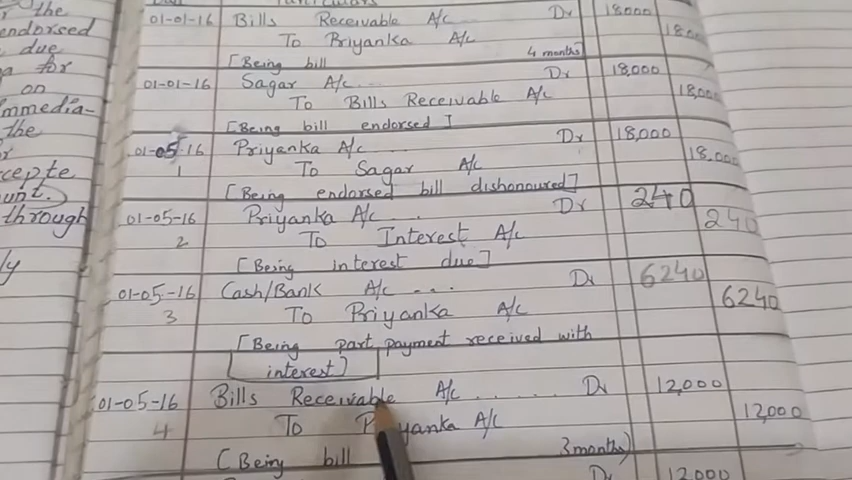 the
endorsed
due
for
on
immedia-
the
cepte
unt.
through
ly
01-01-16 Bills Receivable A/c Dr 18000
To Priyanka A/c 1800
[Being bill 4 months]
01-01-16 Sagar A/c... Dr 18,000
To Bills Receivable A/c 18,000
[Being bill endorsed]
01-05-16 Priyanka A/c... Dr 18,000
1 To Sagar A/c 18,000
[Being endorsed bill dishonoured]
01-05-16 Priyanka A/c... Dr 240
2 To Interest A/c 240
[Being interest due]
01-05-16 Cash/Bank A/c... Dr 6240
3 To Priyanka A/c 6240
[Being part payment received with
interest]
01-05-16 Bills Receivable A/c...... Dr 12,000
4 To Priyanka A/c 12,000
(Being bill 3 months)
Dr 12,000